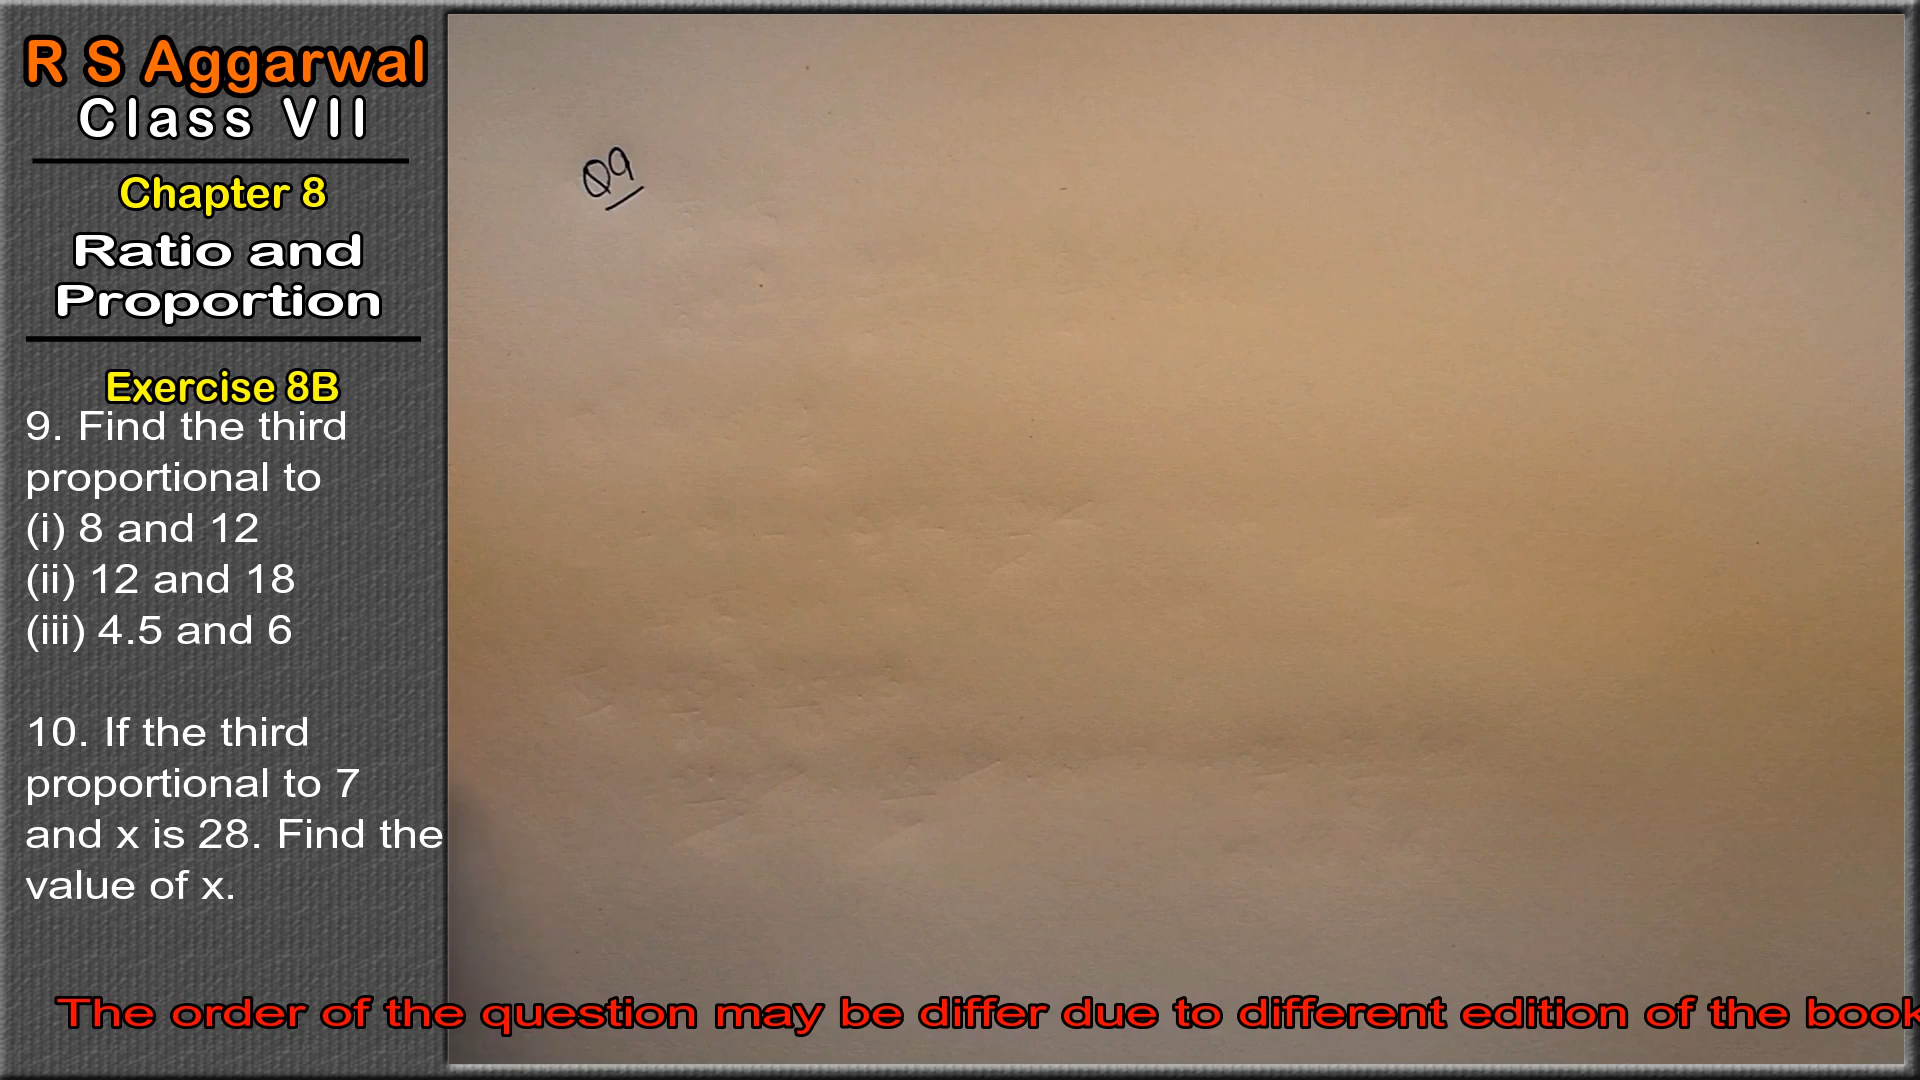 R S Aggarwal
Class VII
Chapter 8
Ratio and
Proportion
Exercise 8B
9. Find the third
proportional to
(i) 8 and 12
(ii) 12 and 18
(iii) 4.5 and 6
10. If the third
proportional to 7
and x is 28. Find the
value of x.
Q9
The order of the question may be differ due to different edition of the book